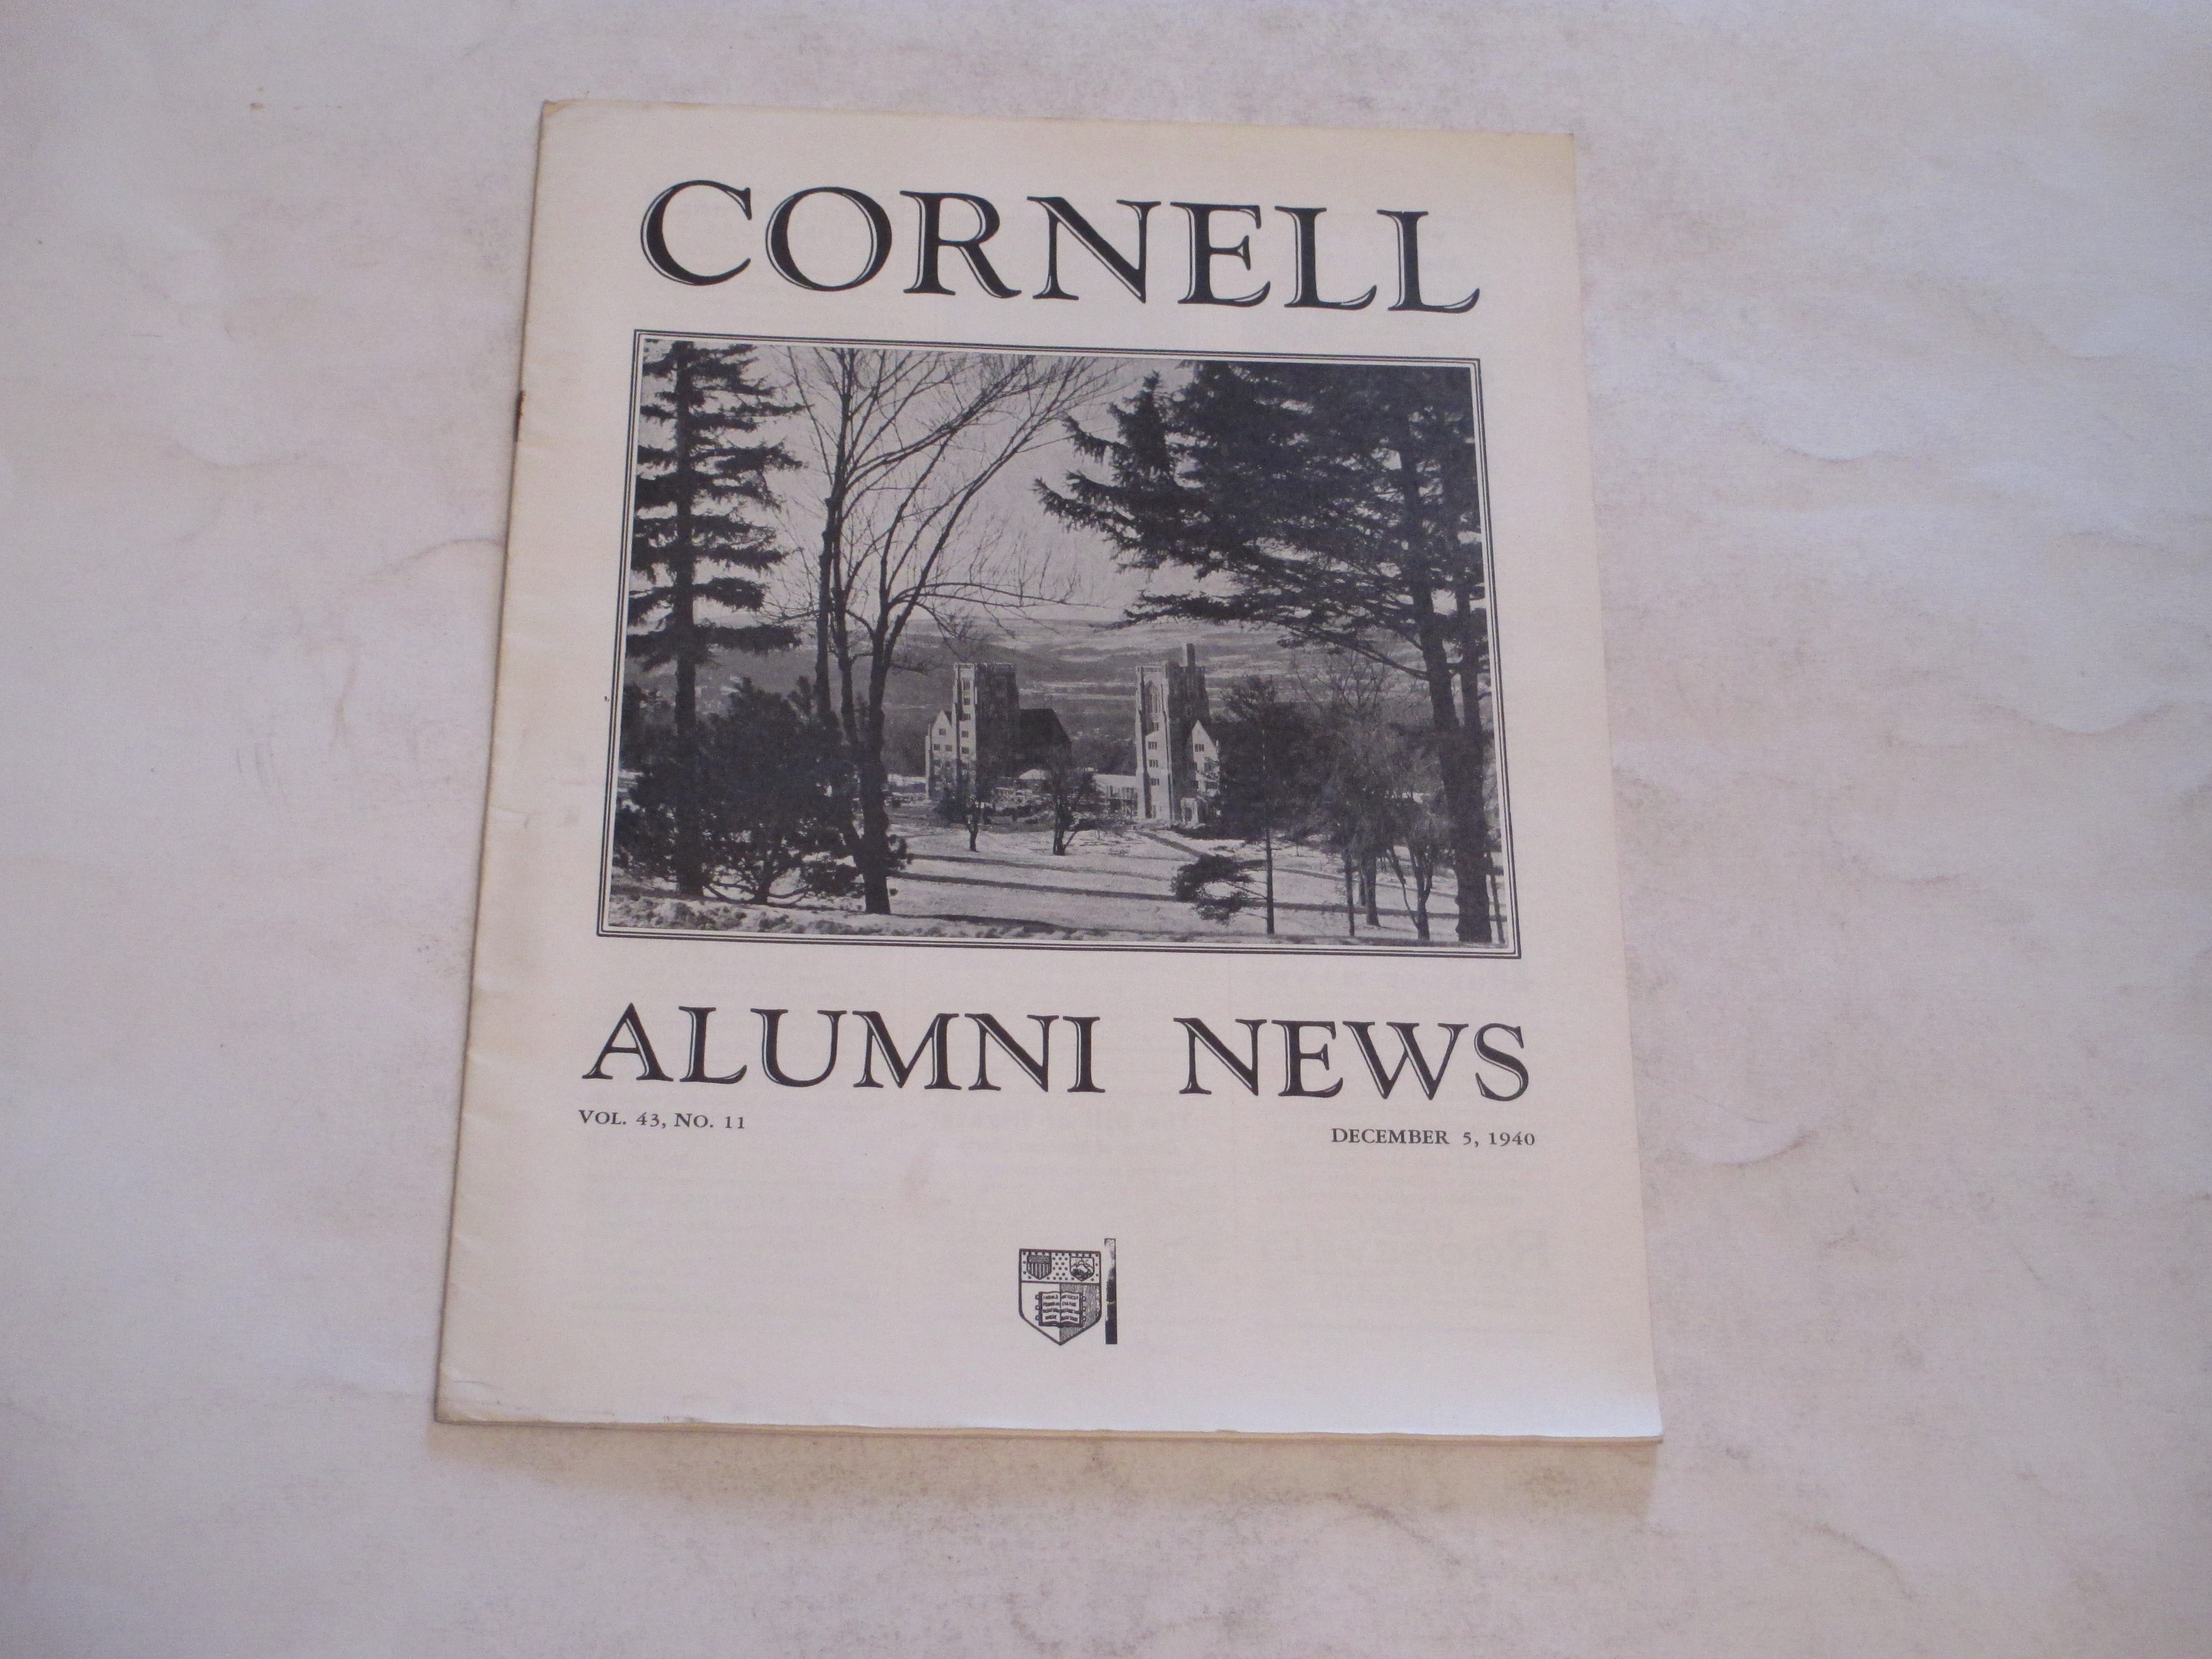 CORNELL
ALUMNI NEWS
VOL. 43, NO. 11
DECEMBER 5, 1940